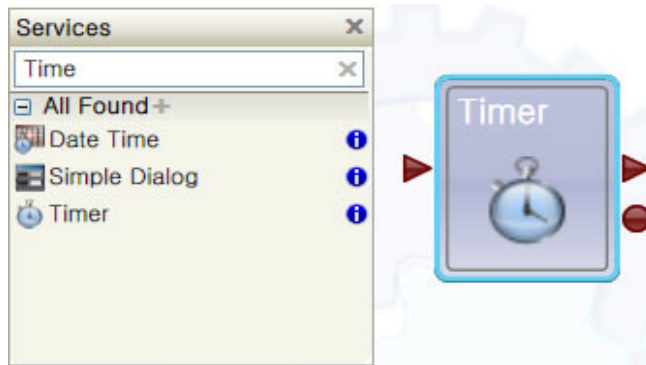 Services
Time
All Found
Date Time
Simple Dialog
Timer
Timer